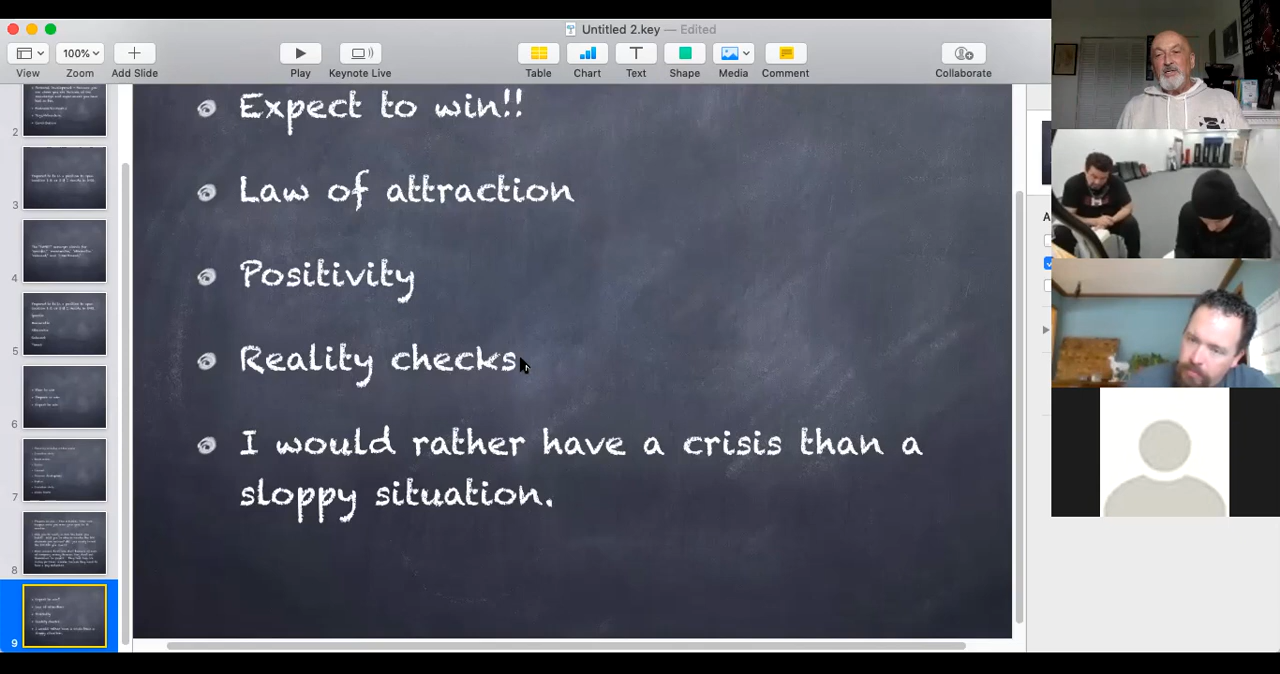 Untitled 2.key — Edited
100%
View
Zoom
Add Slide
Play
Keynote Live
Table
Chart
Text
Shape
Media
Comment
Collaborate
Expect to win!!
Law of attraction
Positivity
Reality checks
I would rather have a crisis than a
sloppy situation.
2
3
4
5
6
7
8
9